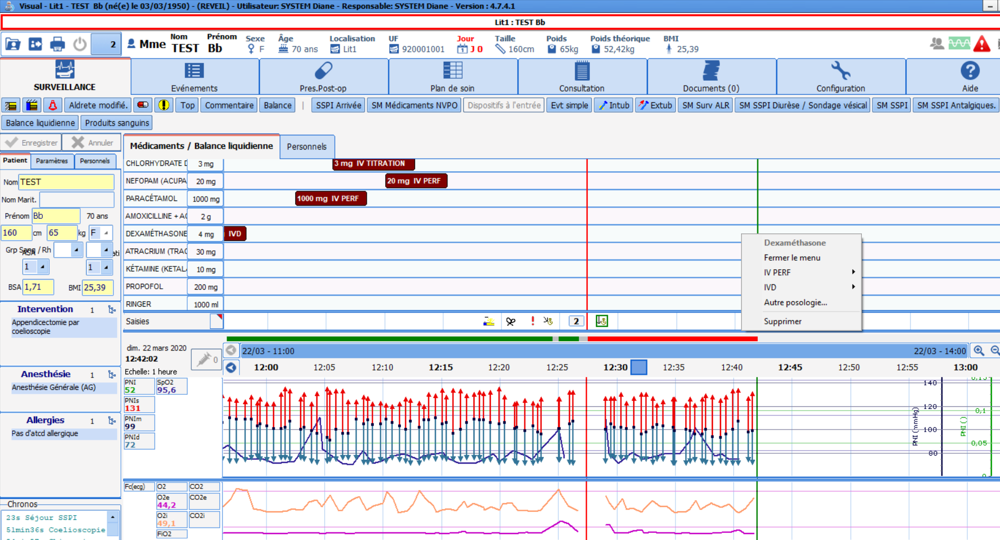 Visual - Lit1 - TEST  Bb (né(e) le 03/03/1950) - (REVEIL) - Utilisateur: SYSTEM Diane - Responsable: SYSTEM Diane - Version : 4.7.4.1
Lit1 : TEST Bb
2
Mme
Nom
TEST
Prénom
Bb
Sexe
F
Âge
70 ans
Localisation
Lit1
UF
920001001
Jour
J 0
Taille
160cm
Poids
65kg
Poids théorique
52,42kg
BMI
25,39
SURVEILLANCE
Evénements
Pres.Post-op
Plan de soin
Consultation
Documents (0)
Configuration
Aide
Aldrete modifié.
Top
Commentaire
Balance
SSPI Arrivée
SM Médicaments NVPO
Dispositifs à l'entrée
Evt simple
Intub
Extub
SM Surv ALR
SM SSPI Diurèse / Sondage vésical
SM SSPI
SM SSPI Antalgiques.
Balance liquidienne
Produits sanguins
Enregistrer
Annuler
Patient
Paramètres
Personnels
Nom TEST
Nom Marit.
Prénom Bb 70 ans
160 cm 65 kg F
Grp Sang / Rh
ASA
1 1
BSA 1,71 BMI 25,39
Intervention 1
Appendicectomie par
coelioscopie
Anesthésie 1
Anesthésie Générale (AG)
Allergies 1
Pas d'atcd allergique
Chronos
23s Séjour SSPI
51min36s Coelioscopie
Médicaments / Balance liquidienne
Personnels
CHLORHYDRATE D 3 mg 3 mg IV TITRATION
NEFOPAM (ACUPA 20 mg 20 mg IV PERF
PARACÉTAMOL 1000 mg 1000 mg IV PERF
AMOXICILLINE + AC 2 g
DEXAMÉTHASONE 4 mg IVD
ATRACRIUM (TRAC 30 mg
KÉTAMINE (KETAL 10 mg
PROPOFOL 200 mg
RINGER 1000 ml
Dexaméthasone
Fermer le menu
IV PERF
IVD
Autre posologie...
Supprimer
Saisies
! 2
dim. 22 mars 2020
12:42:02
Echelle: 1 heure
0
22/03 - 11:00
22/03 - 14:00
12:00 12:05 12:10 12:15 12:20 12:25 12:30 12:35 12:40 12:45 12:50 12:55 13:00
PNI
52
SpO2
95,6
PNIs
131
PNIm
99
PNId
72
140
120
100
80
PNI (mmHg)
PNI ()
0,15
0,1
0,05
0
Fc(ecg)
O2
CO2
O2e
44,2
CO2e
O2i
49,1
CO2i
FiO2